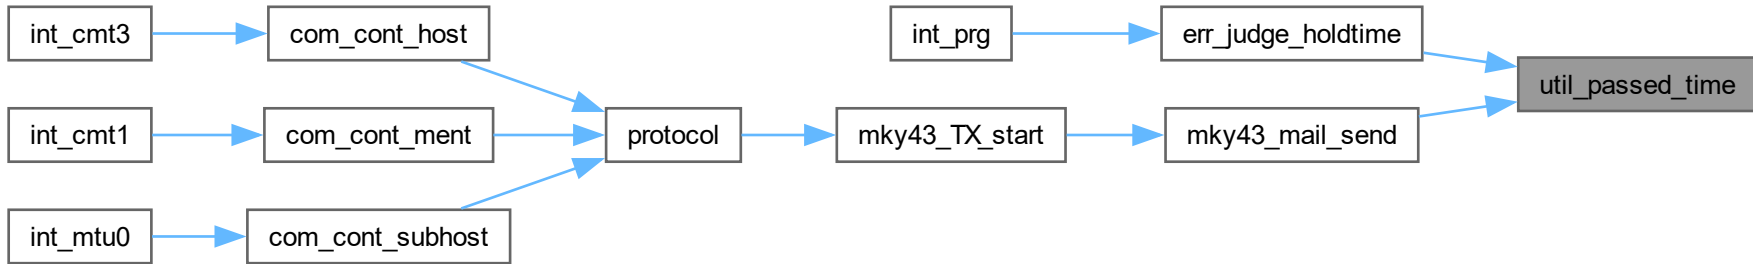 int_cmt3
com_cont_host
int_prg
err_judge_holdtime
util_passed_time
int_cmt1
com_cont_ment
protocol
mky43_TX_start
mky43_mail_send
int_mtu0
com_cont_subhost